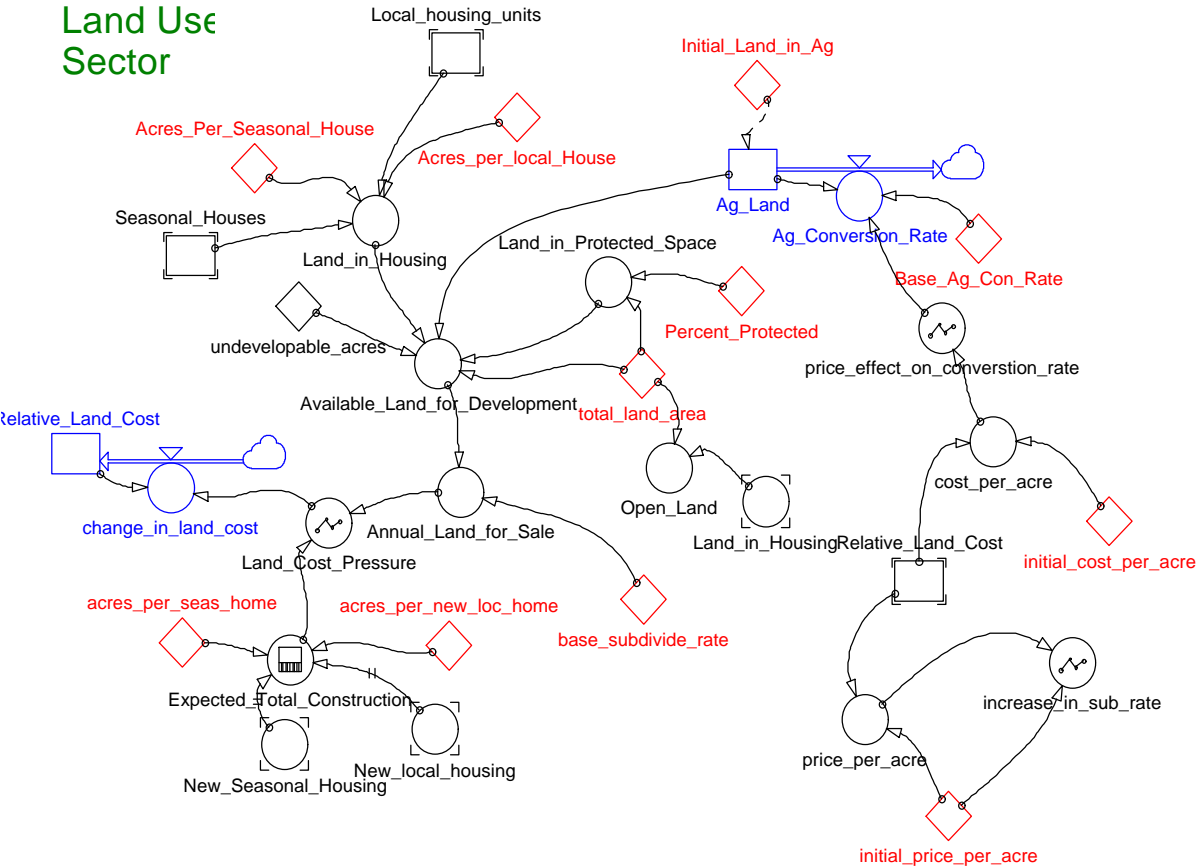 Land Use
Sector
Local_housing_units
Initial_Land_in_Ag
Acres_Per_Seasonal_House
Acres_per_local_House
Seasonal_Houses
Ag_Land
Land_in_Protected_Space
Ag_Conversion_Rate
Land_in_Housing
Base_Ag_Con_Rate
Percent_Protected
undevelopable_acres
price_effect_on_converstion_rate
Available_Land_for_Development
total_land_area
Relative_Land_Cost
cost_per_acre
Open_Land
change_in_land_cost
Annual_Land_for_Sale
Land_in_Housing
Relative_Land_Cost
Land_Cost_Pressure
initial_cost_per_acre
acres_per_seas_home
acres_per_new_loc_home
base_subdivide_rate
Expected_Total_Construction
increase_in_sub_rate
price_per_acre
New_local_housing
New_Seasonal_Housing
initial_price_per_acre